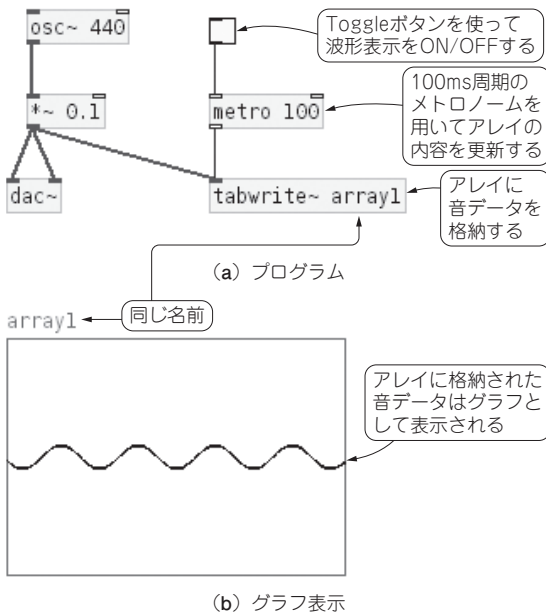 osc~ 440
Toggleボタンを使って
波形表示をON/OFFする
*~ 0.1
metro 100
100ms周期の
メトロノームを
用いてアレイの
内容を更新する
dac~
tabwrite~ array1
アレイに
音データを
格納する
(a) プログラム
array1
同じ名前
アレイに格納された
音データはグラフと
して表示される
(b) グラフ表示